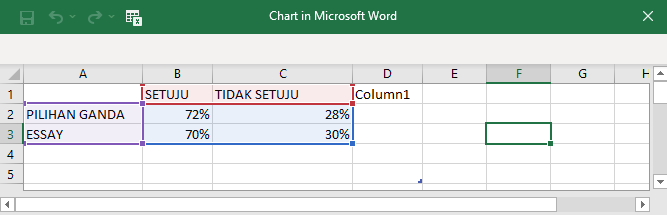 Chart in Microsoft Word
A B C D E F G H
1 SETUJU TIDAK SETUJU Column1
2 PILIHAN GANDA 72% 28%
3 ESSAY 70% 30%
4
5